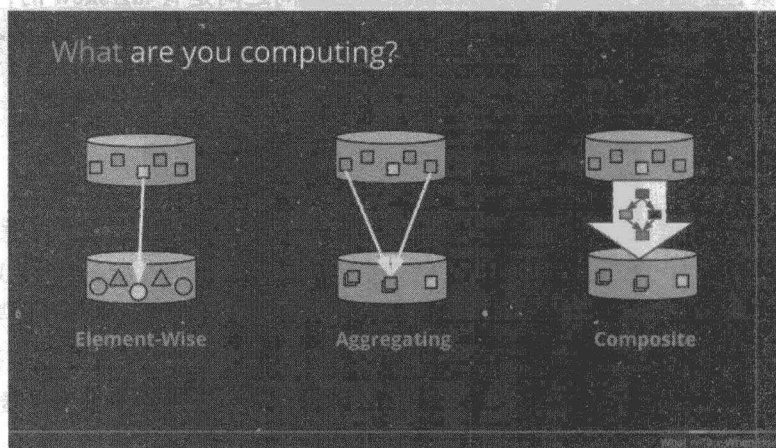 What are you computing?
Element-Wise
Aggregating
Composite